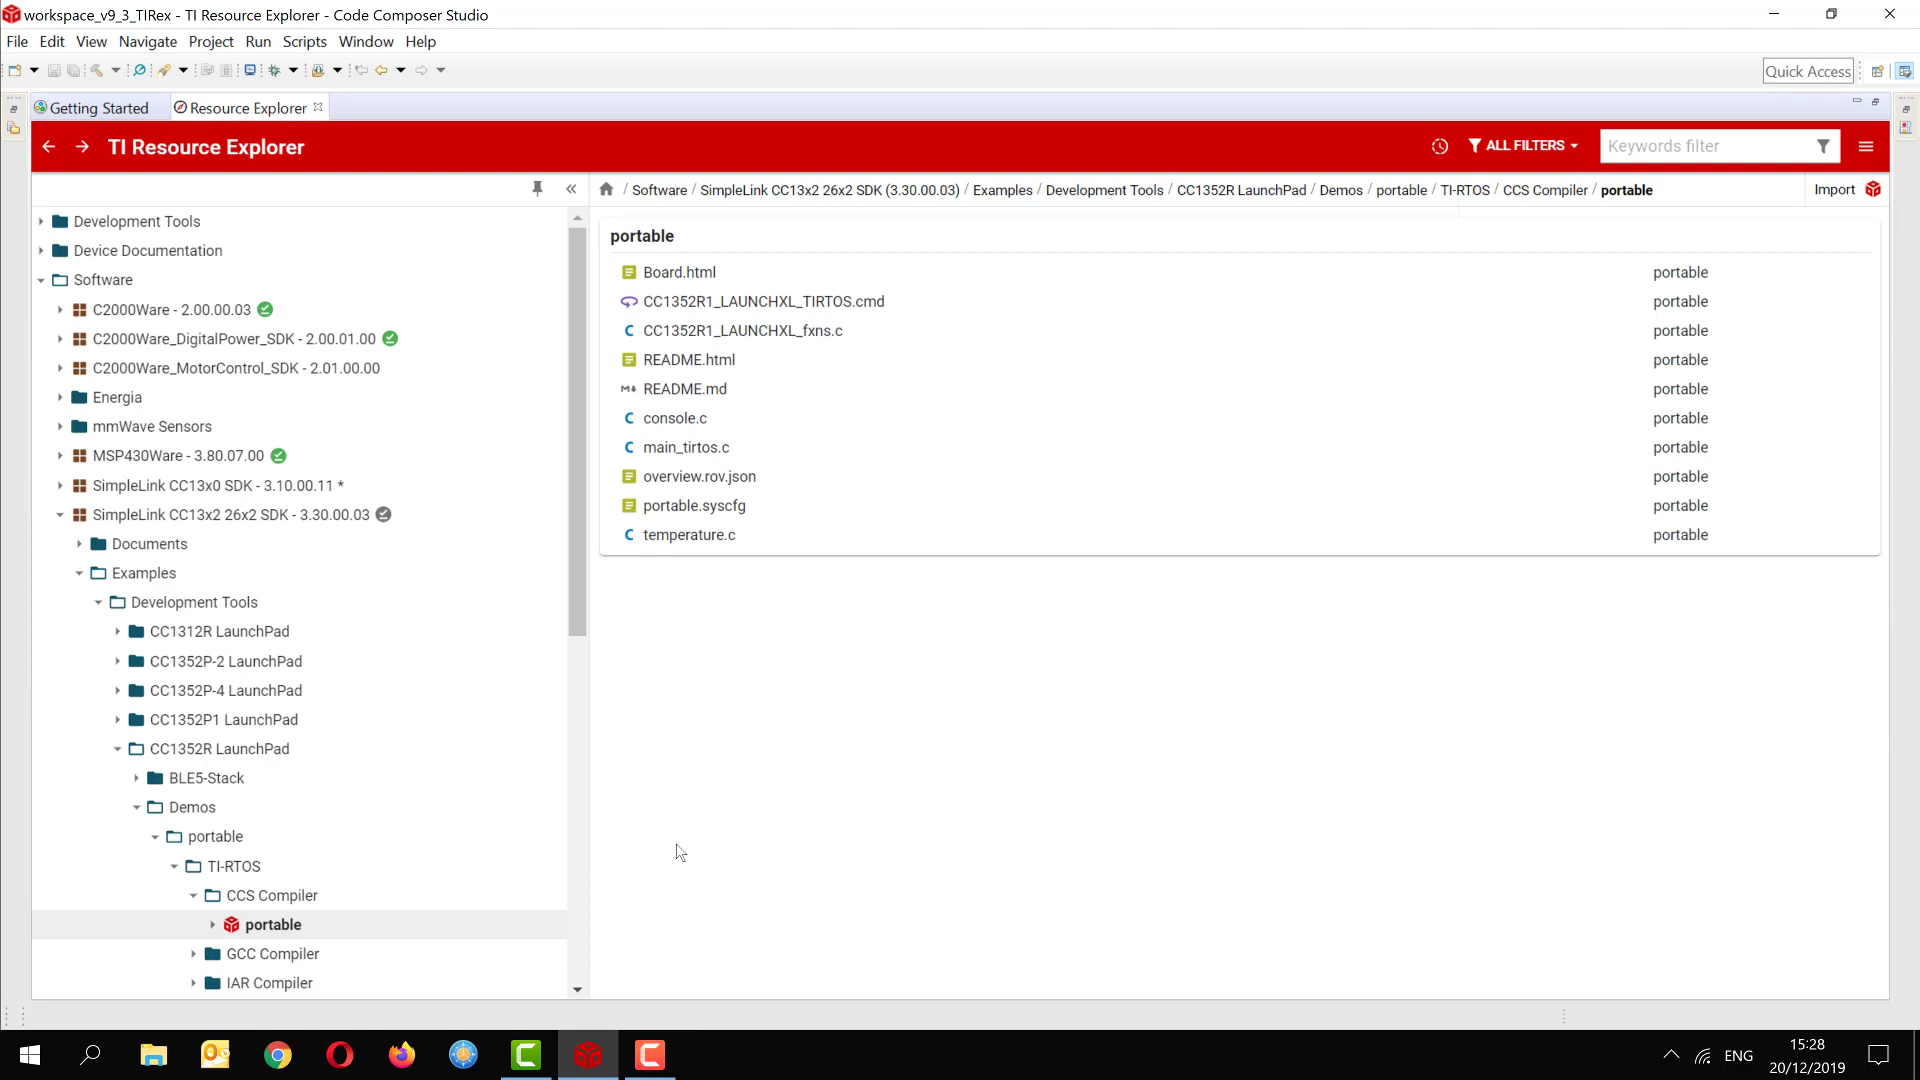 workspace_v9_3_TIRex - TI Resource Explorer - Code Composer Studio
File Edit View Navigate Project Run Scripts Window Help
Quick Access
Getting Started Resource Explorer
TI Resource Explorer ALL FILTERS Keywords filter
/ Software / SimpleLink CC13x2 26x2 SDK (3.30.00.03) / Examples / Development Tools / CC1352R LaunchPad / Demos / portable / TI-RTOS / CCS Compiler / portable Import
Development Tools
Device Documentation
Software
C2000Ware - 2.00.00.03
C2000Ware_DigitalPower_SDK - 2.00.01.00
C2000Ware_MotorControl_SDK - 2.01.00.00
Energia
mmWave Sensors
MSP430Ware - 3.80.07.00
SimpleLink CC13x0 SDK - 3.10.00.11 *
SimpleLink CC13x2 26x2 SDK - 3.30.00.03
Documents
Examples
Development Tools
CC1312R LaunchPad
CC1352P-2 LaunchPad
CC1352P-4 LaunchPad
CC1352P1 LaunchPad
CC1352R LaunchPad
BLE5-Stack
Demos
portable
TI-RTOS
CCS Compiler
portable
GCC Compiler
IAR Compiler
portable
Board.html portable
CC1352R1_LAUNCHXL_TIRTOS.cmd portable
C CC1352R1_LAUNCHXL_fxns.c portable
README.html portable
M README.md portable
C console.c portable
C main_tirtos.c portable
overview.rov.json portable
portable.syscfg portable
C temperature.c portable
ENG
15:28
20/12/2019